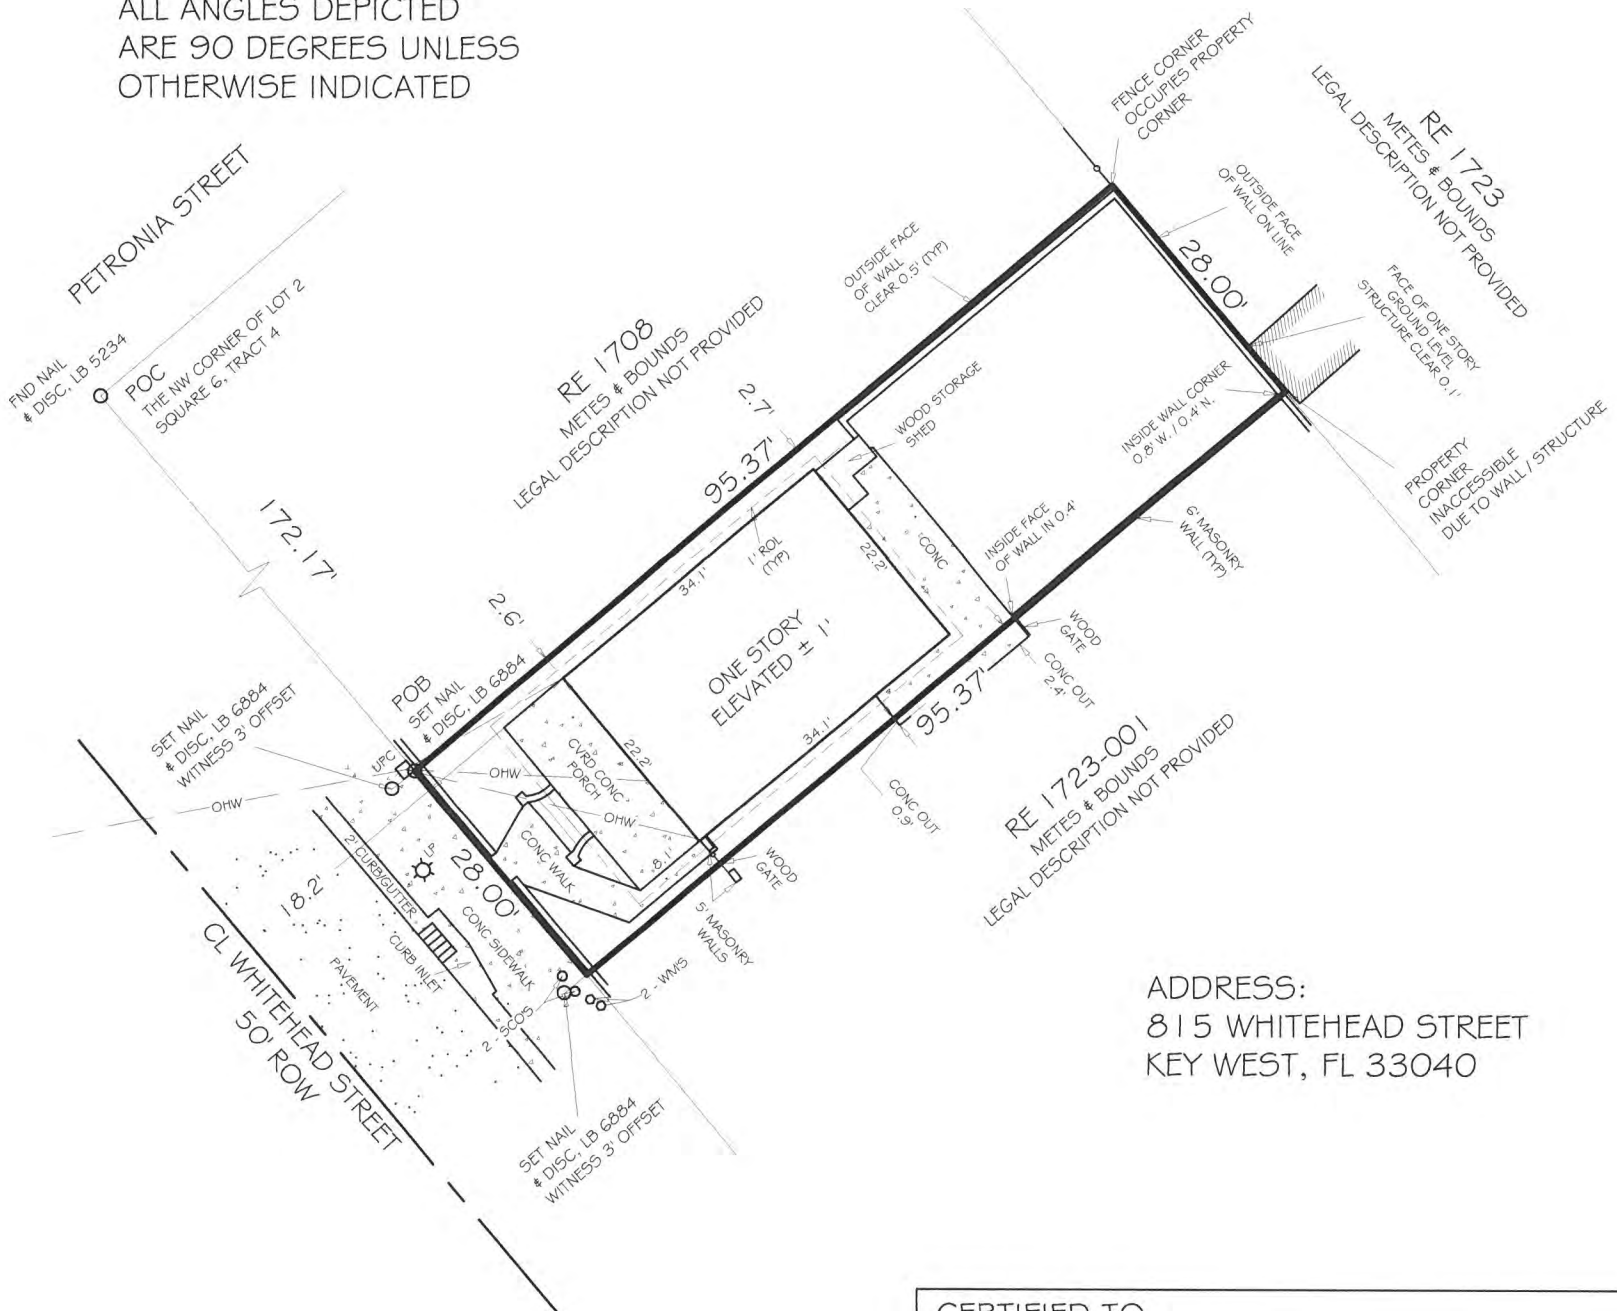 ALL ANGLES DEPICTED
ARE 90 DEGREES UNLESS
OTHERWISE INDICATED
PETRONIA STREET
FND NAIL
& DISC, LB 5234
POC
THE NW CORNER OF LOT 2
SQUARE 6, TRACT 4
172.17'
RE 1708
METES & BOUNDS
LEGAL DESCRIPTION NOT PROVIDED
FENCE CORNER
OCCUPIES PROPERTY
CORNER
RE 1723
METES & BOUNDS
LEGAL DESCRIPTION NOT PROVIDED
OUTSIDE FACE
OF WALL ON LINE
28.00'
OUTSIDE FACE
OF WALL
CLEAR 0.5' (TYP)
FACE OF ONE STORY
GROUND LEVEL
STRUCTURE CLEAR 0.1'
INSIDE WALL CORNER
0.8' W. / 0.4' N.
PROPERTY
CORNER
INACCESSIBLE
DUE TO WALL / STRUCTURE
2.7'
95.37'
WOOD STORAGE
SHED
1' ROL
(TYP)
34.1'
22.2'
CONC
INSIDE FACE
OF WALL IN 0.4'
6' MASONRY
WALL (TYP)
WOOD
GATE
CONC OUT
2.4'
2.6'
ONE STORY
ELEVATED ± 1'
95.37'
34.1'
22.2'
CONC OUT
0.9'
RE 1723-001
METES & BOUNDS
LEGAL DESCRIPTION NOT PROVIDED
POB
SET NAIL
& DISC, LB 6884
SET NAIL
& DISC, LB 6884
WITNESS 3' OFFSET
UPC
OHW
OHW
OHW
CVRD CONC
PORCH
CONC WALK
8.1'
WOOD
GATE
5' MASONRY
WALLS
28.00'
LP
2' CURB/GUTTER
18.2'
CONC SIDEWALK
CURB INLET
PAVEMENT
2 - WM'S
2 - SCO'S
CL WHITEHEAD STREET
50' ROW
SET NAIL
& DISC, LB 6884
WITNESS 3' OFFSET
ADDRESS:
815 WHITEHEAD STREET
KEY WEST, FL 33040
CERTIFIED TO